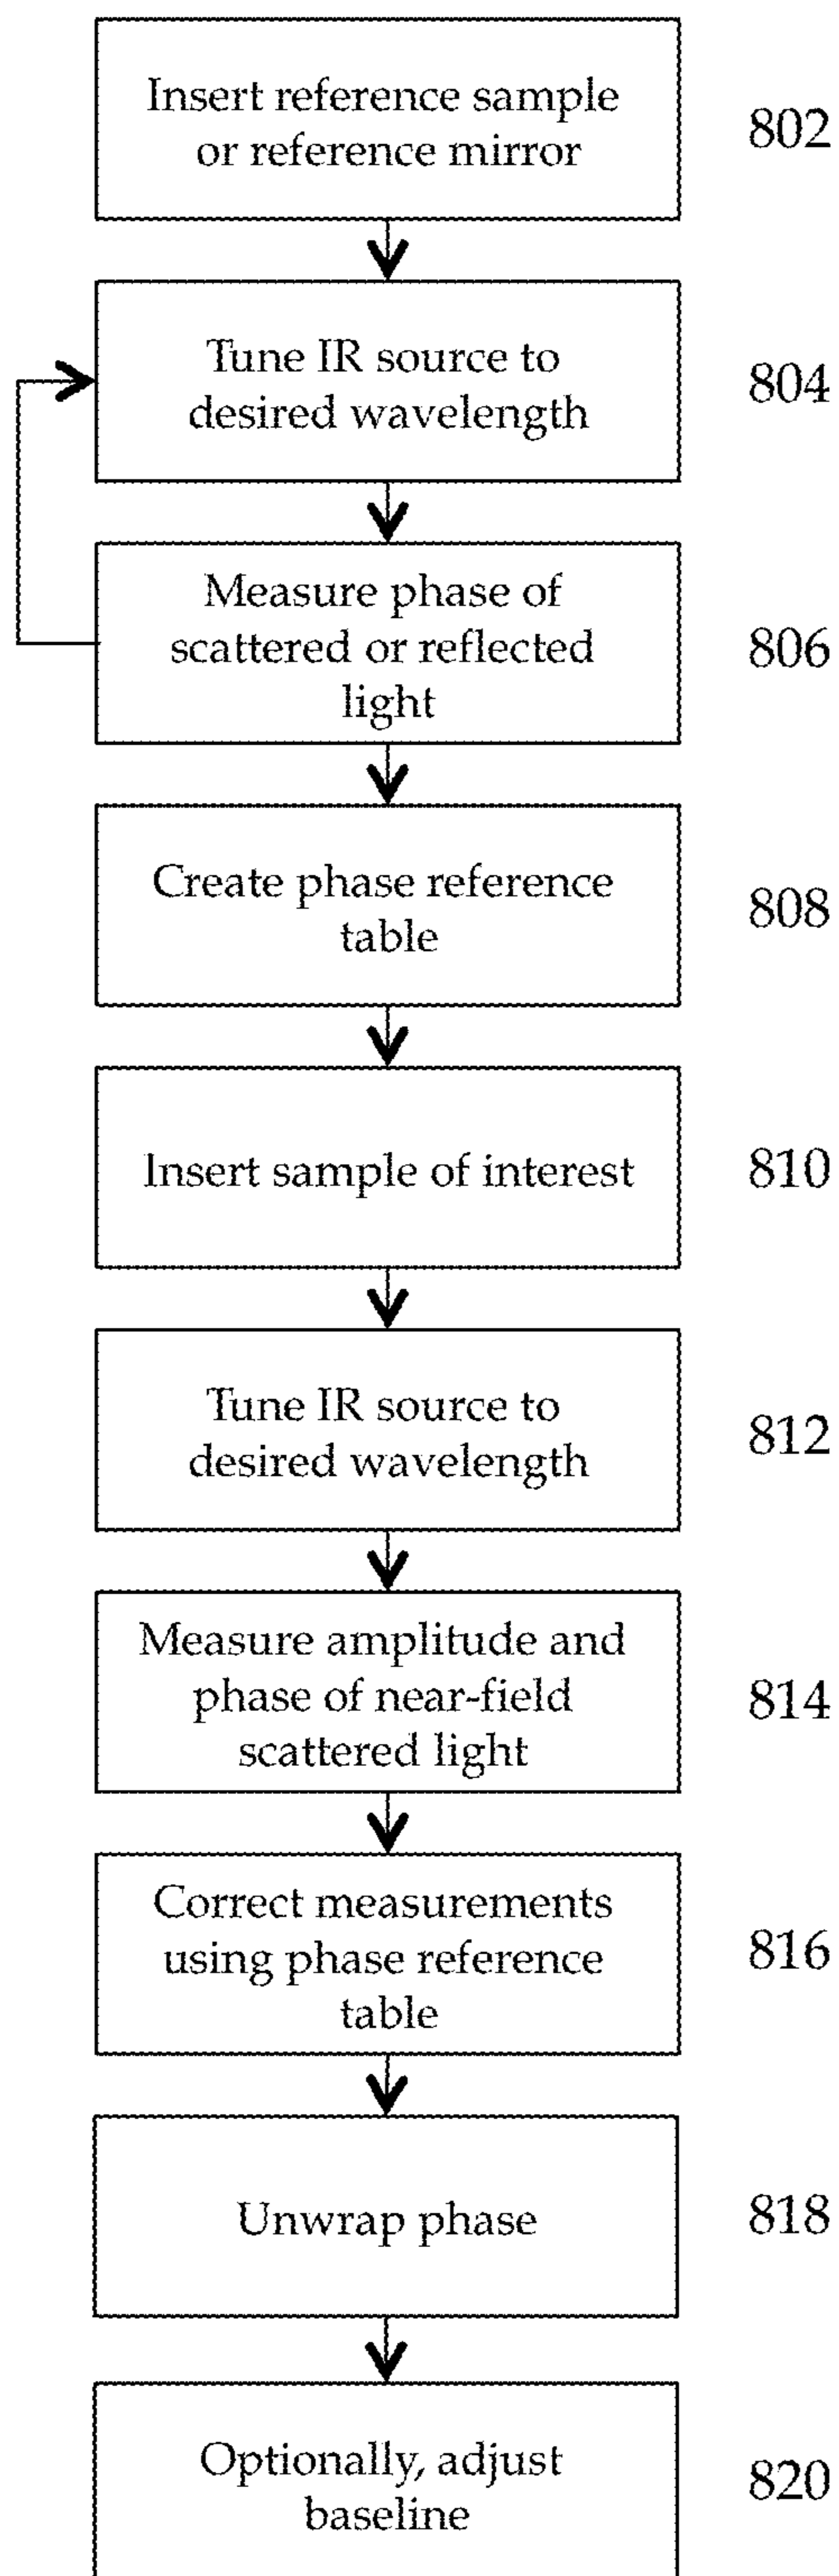 Insert reference sample
or reference mirror
802
Tune IR source to
desired wavelength
804
Measure phase of
scattered or reflected
light
806
Create phase reference
table
808
Insert sample of interest
810
Tune IR source to
desired wavelength
812
Measure amplitude and
phase of near-field
scattered light
814
Correct measurements
using phase reference
table
816
Unwrap phase
818
Optionally, adjust
baseline
820